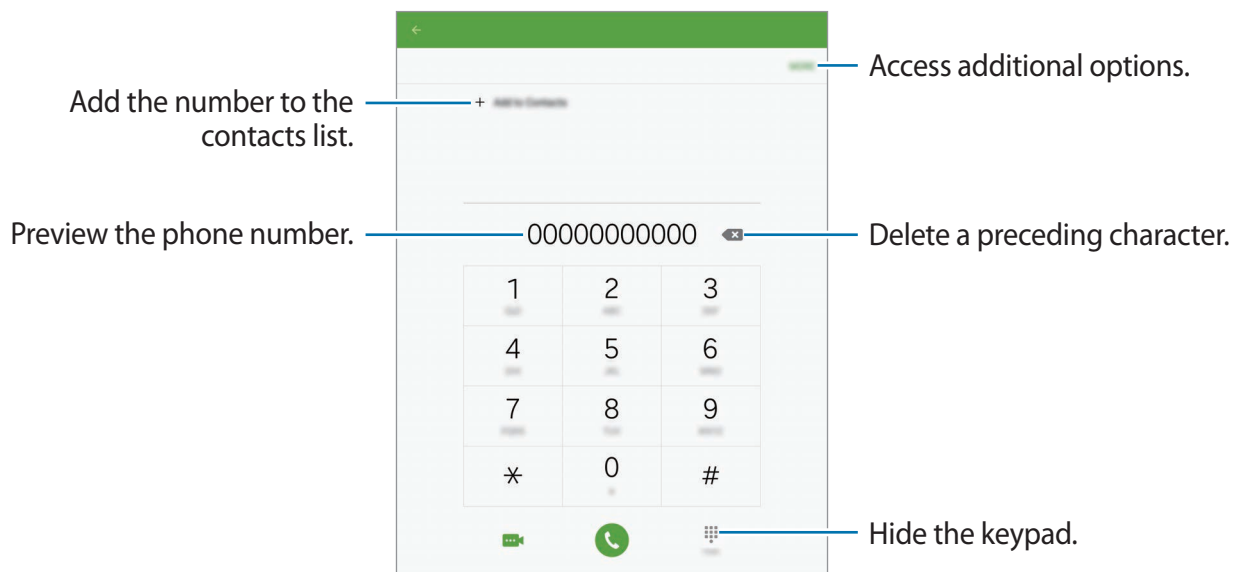 Access additional options.
Add the number to the
contacts list.
+ Add to Contacts
Preview the phone number.
00000000000
Delete a preceding character.
1 2 3
4 5 6
7 8 9
* 0 #
Hide the keypad.